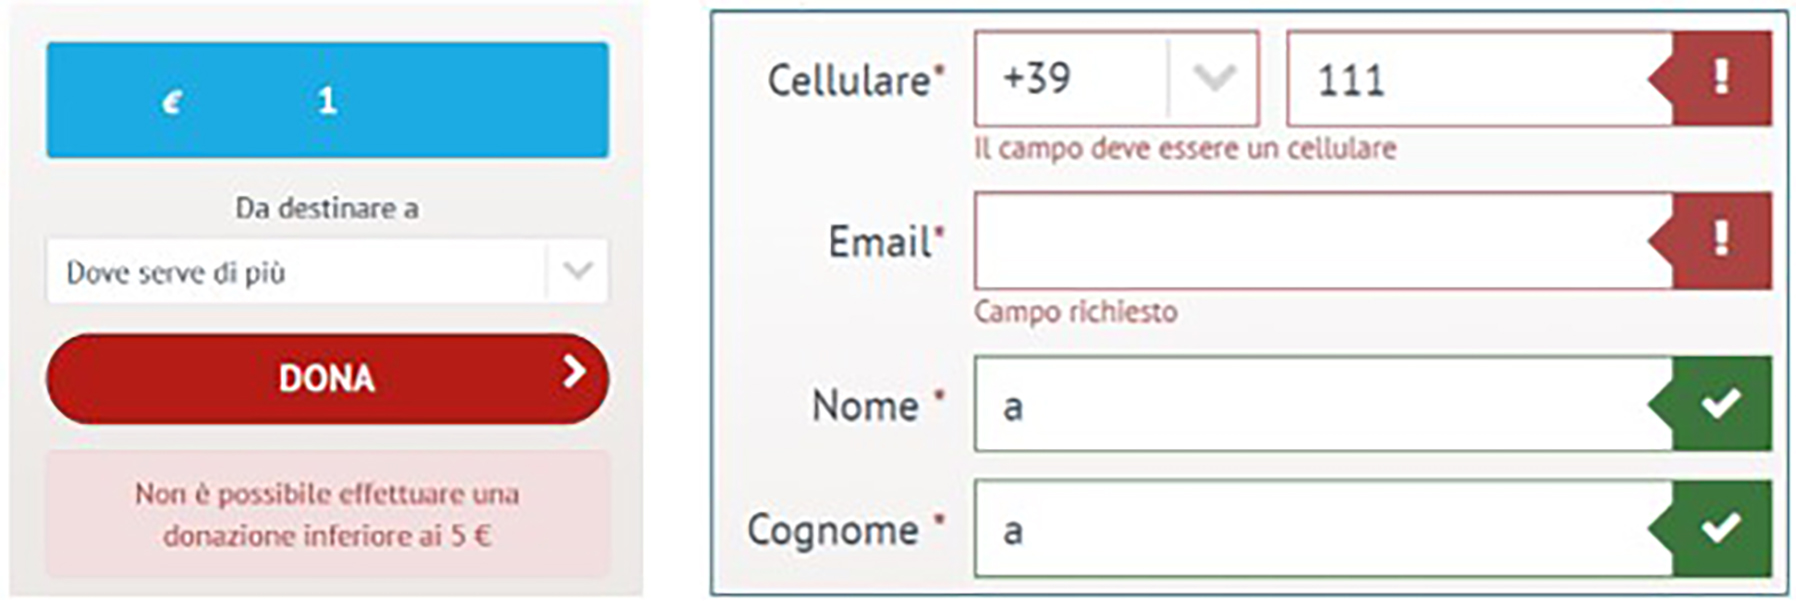 € 1
Da destinare a
Dove serve di più
DONA
Non è possibile effettuare una
donazione inferiore ai 5 €
Cellulare* +39 111 !
Il campo deve essere un cellulare
Email* !
Campo richiesto
Nome * a
Cognome * a